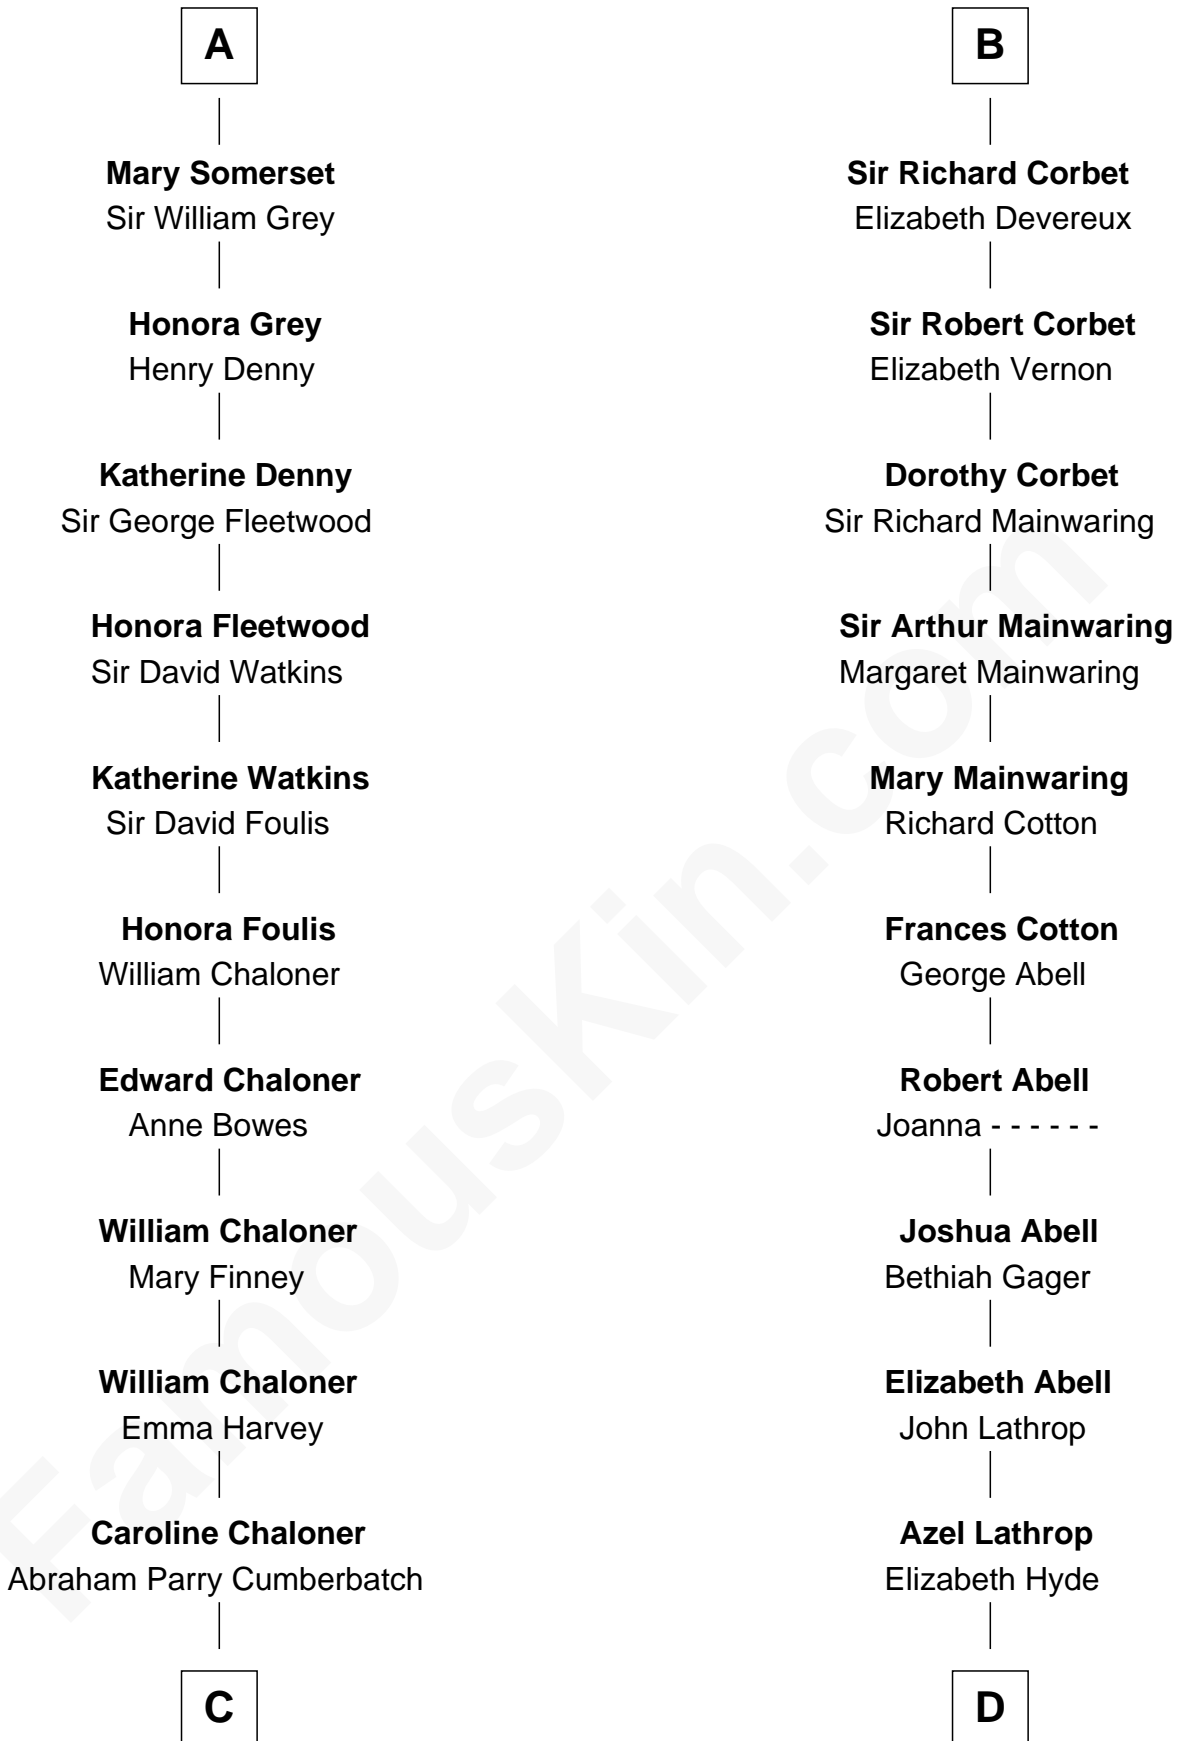 A
Mary Somerset
Sir William Grey
Honora Grey
Henry Denny
Katherine Denny
Sir George Fleetwood
Honora Fleetwood
Sir David Watkins
Katherine Watkins
Sir David Foulis
Honora Foulis
William Chaloner
Edward Chaloner
Anne Bowes
William Chaloner
Mary Finney
William Chaloner
Emma Harvey
Caroline Chaloner
Abraham Parry Cumberbatch
C
B
Sir Richard Corbet
Elizabeth Devereux
Sir Robert Corbet
Elizabeth Vernon
Dorothy Corbet
Sir Richard Mainwaring
Sir Arthur Mainwaring
Margaret Mainwaring
Mary Mainwaring
Richard Cotton
Frances Cotton
George Abell
Robert Abell
Joanna - - - - - -
Joshua Abell
Bethiah Gager
Elizabeth Abell
John Lathrop
Azel Lathrop
Elizabeth Hyde
D
FamousKin.com